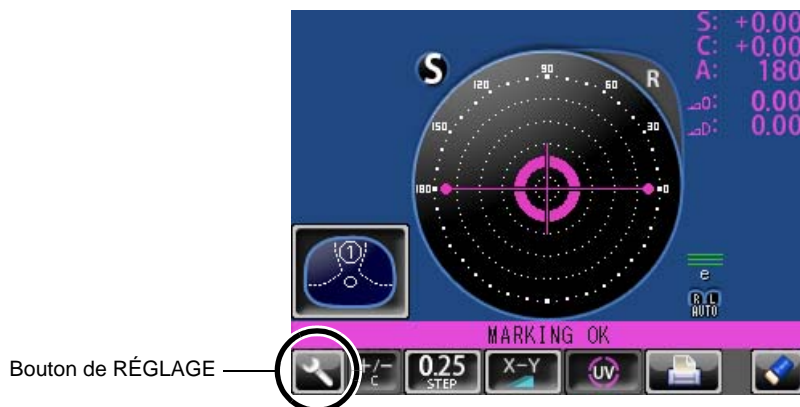 S: +0.00
C: +0.00
A: 180
⊿O: 0.00
⊿D: 0.00
S
R
90
120
60
150
30
180
0
1
e
R L
AUTO
MARKING OK
Bouton de RÉGLAGE
+/-
C
0.25
STEP
X-Y
UV